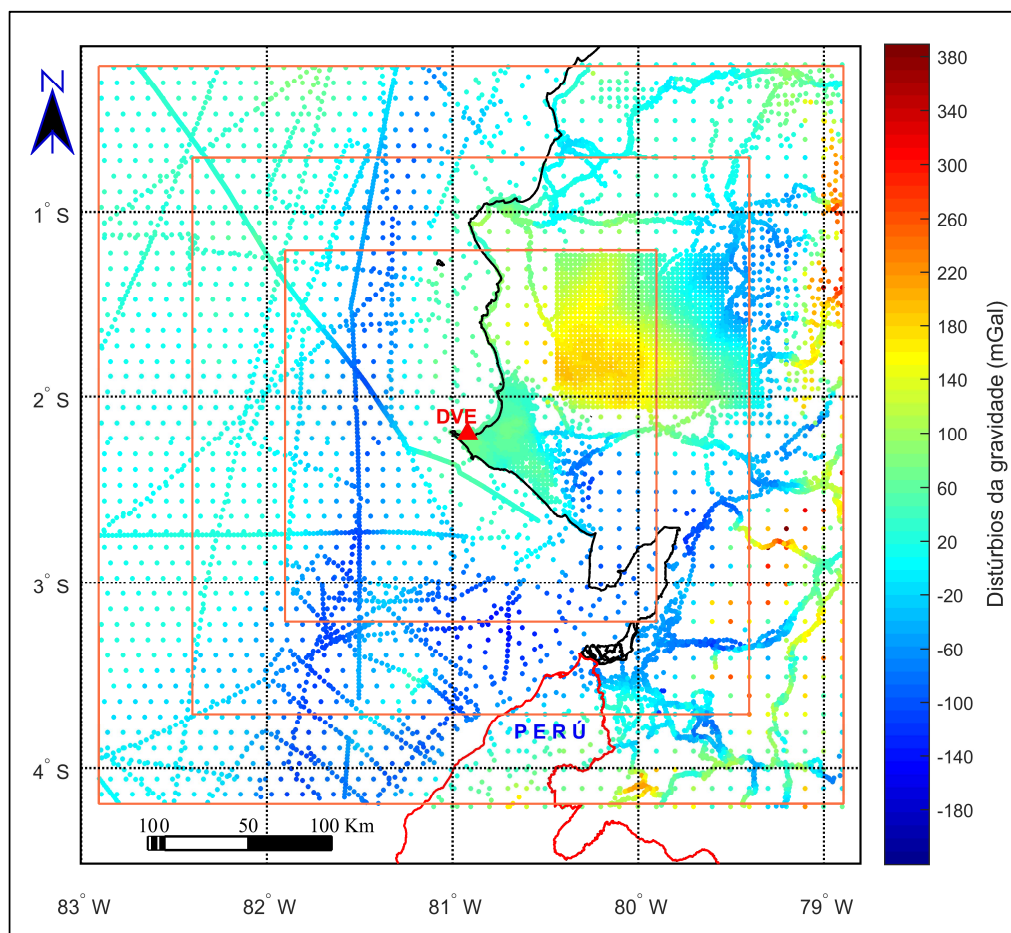 N
1° S
2° S
3° S
4° S
83° W
82° W
81° W
80° W
79° W
DVE
PERÚ
100 50 100 Km
380
340
300
260
220
180
140
100
60
20
-20
-60
-100
-140
-180
Distúrbios da gravidade (mGal)